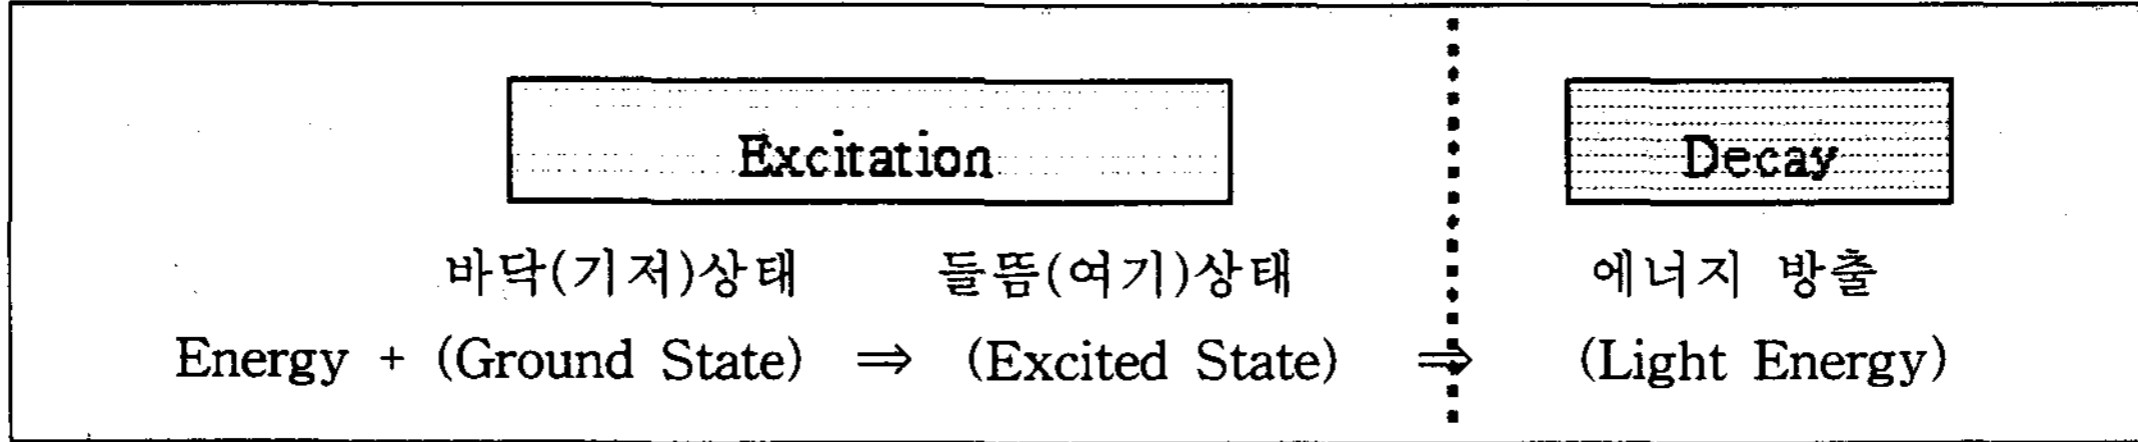 Excitation Decay
바닥(기저)상태 들뜸(여기)상태 에너지 방출
Energy + (Ground State) ⇒ (Excited State) ⇒ (Light Energy)